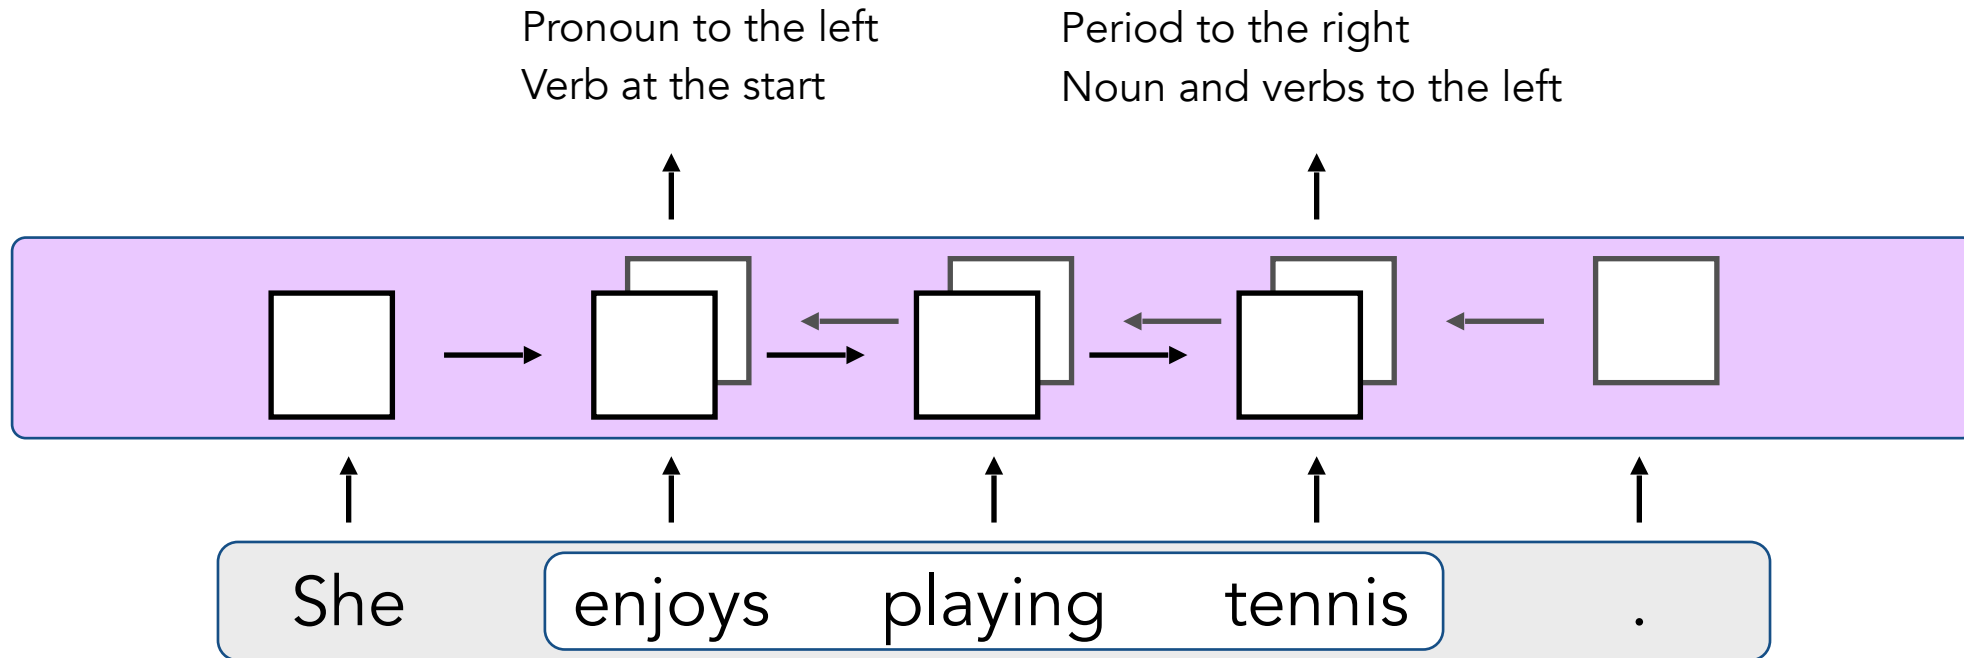 Pronoun to the left
Verb at the start
Period to the right
Noun and verbs to the left
She enjoys playing tennis .